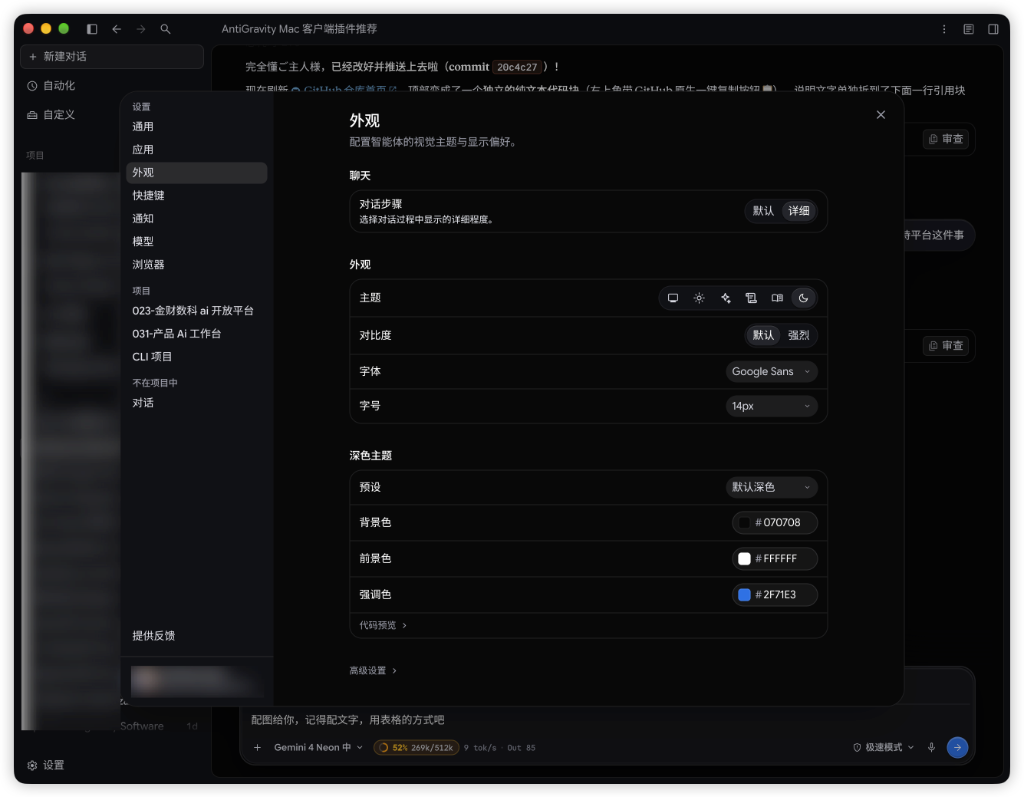 AntiGravity Mac 客户端插件推荐
+ 新建对话
自动化
自定义
项目
完全懂ご主人様，已经改好并推送上去啦（commit 20c4c27）！
审查
持平台这件事
审查
设置
通用
应用
外观
快捷键
通知
模型
浏览器
项目
023-金财数科 ai 开放平台
031-产品 Ai 工作台
CLI 项目
不在项目中
对话
提供反馈
外观
配置智能体的视觉主题与显示偏好。
聊天
对话步骤
选择对话过程中显示的详细程度。
默认 详细
外观
主题
对比度 默认 强烈
字体 Google Sans
字号 14px
深色主题
预设 默认深色
背景色 #070708
前景色 #FFFFFF
强调色 #2F71E3
代码预览
高级设置
Software 1d
设置
配图给你，记得配文字，用表格的方式吧
Gemini 4 Neon 中 52% 269k/512k 9 tok/s · Out 85 极速模式